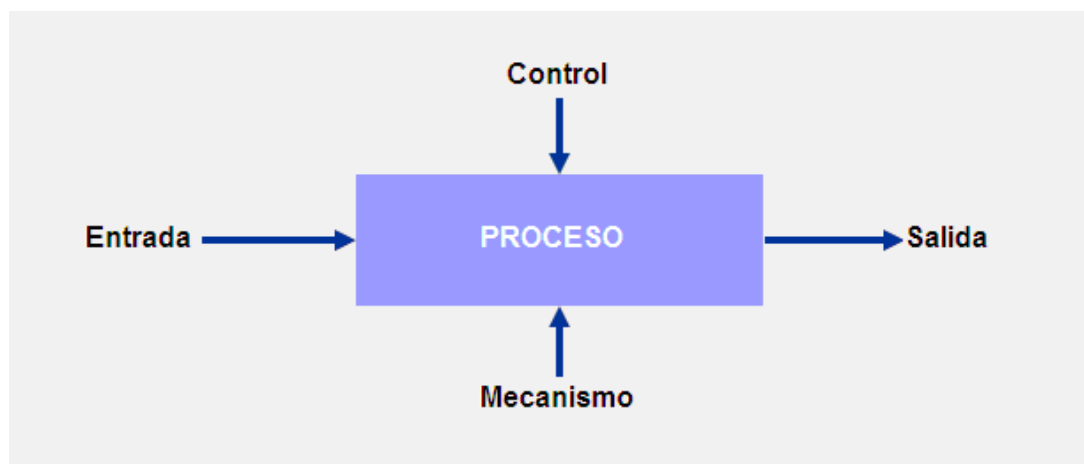 Control
Entrada
PROCESO
Salida
Mecanismo